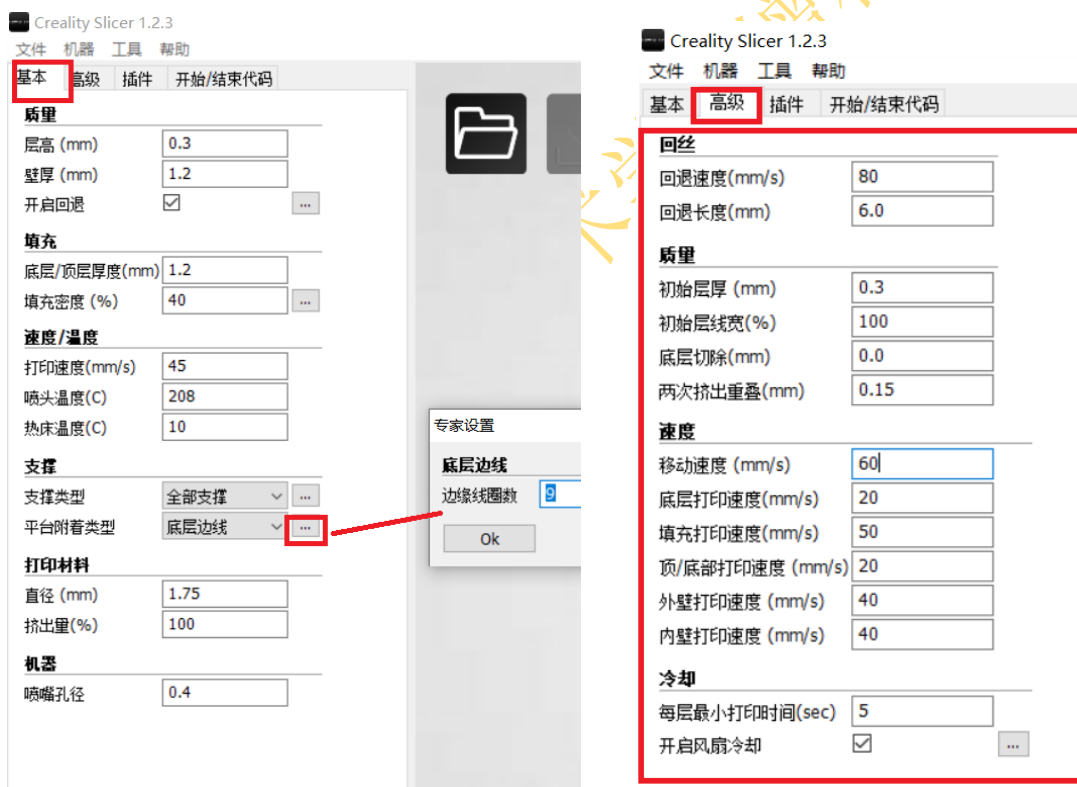 Creality Slicer 1.2.3
文件 机器 工具 帮助
基本 高级 插件 开始/结束代码
质量
层高 (mm) 0.3
壁厚 (mm) 1.2
开启回退 ...
填充
底层/顶层厚度(mm) 1.2
填充密度 (%) 40 ...
速度/温度
打印速度(mm/s) 45
喷头温度(C) 208
热床温度(C) 10
支撑
支撑类型 全部支撑 ...
平台附着类型 底层边线 ...
打印材料
直径 (mm) 1.75
挤出量(%) 100
机器
喷嘴孔径 0.4
专家设置
底层边线
边缘线圈数 9
Ok
Creality Slicer 1.2.3
文件 机器 工具 帮助
基本 高级 插件 开始/结束代码
回丝
回退速度(mm/s) 80
回退长度(mm) 6.0
质量
初始层厚 (mm) 0.3
初始层线宽(%) 100
底层切除(mm) 0.0
两次挤出重叠(mm) 0.15
速度
移动速度 (mm/s) 60
底层打印速度(mm/s) 20
填充打印速度(mm/s) 50
顶/底部打印速度 (mm/s) 20
外壁打印速度 (mm/s) 40
内壁打印速度 (mm/s) 40
冷却
每层最小打印时间(sec) 5
开启风扇冷却 ...